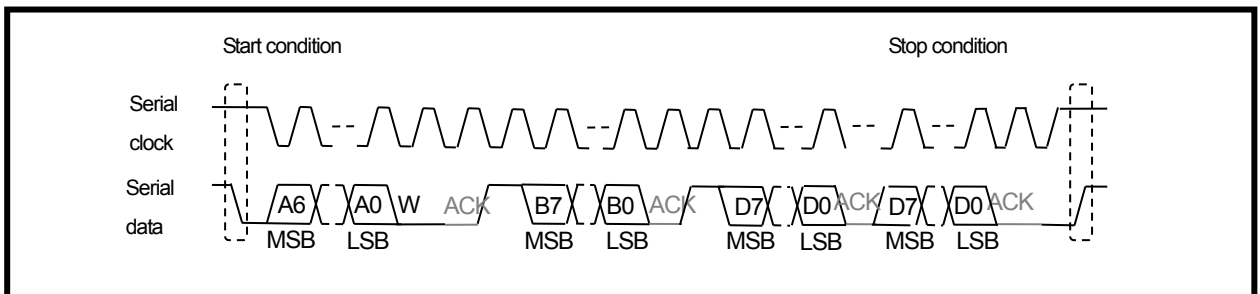 Start condition Stop condition
Serial
clock
Serial
data
A6 A0 W ACK B7 B0 ACK D7 D0 ACK D7 D0 ACK
MSB LSB MSB LSB MSB LSB MSB LSB